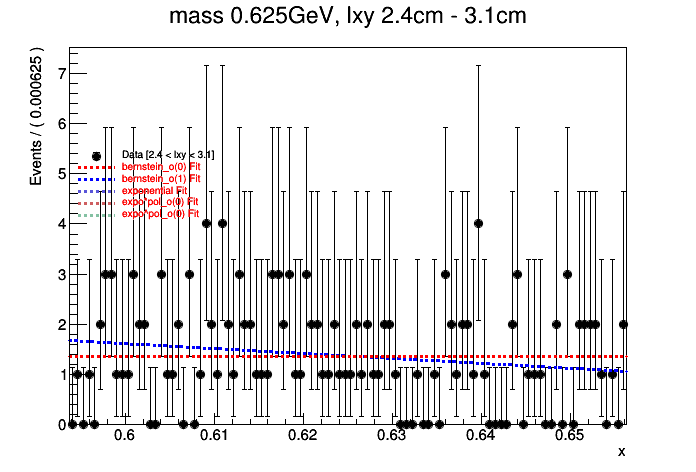 mass 0.625GeV, lxy 2.4cm - 3.1cm
Events / ( 0.000625 )
7
6
5
4
3
2
1
0
Data [2.4 < lxy < 3.1]
bernstein_o(0) Fit
bernstein_o(1) Fit
exponential Fit
expo*pol_o(0) Fit
expo*pol_o(0) Fit
0.6 0.61 0.62 0.63 0.64 0.65
x